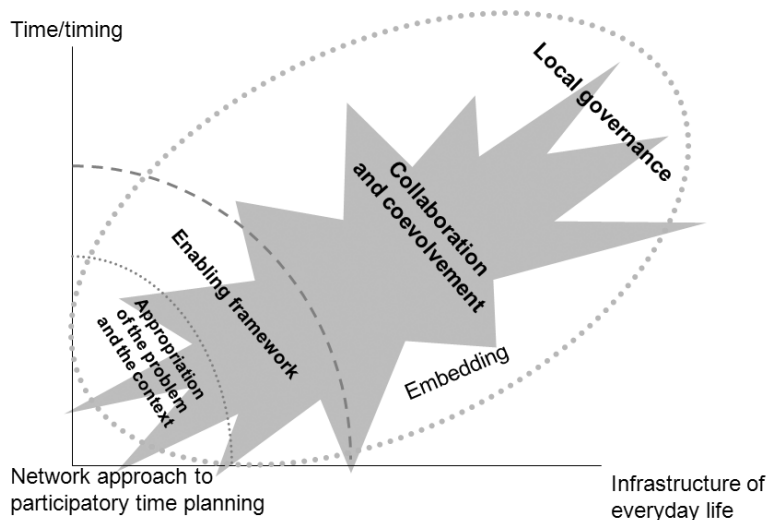 Time/timing
Local governance
Collaboration
and coevolvement
Enabling framework
Appropriation
of the problem
and the context
Embedding
Network approach to
participatory time planning
Infrastructure of
everyday life